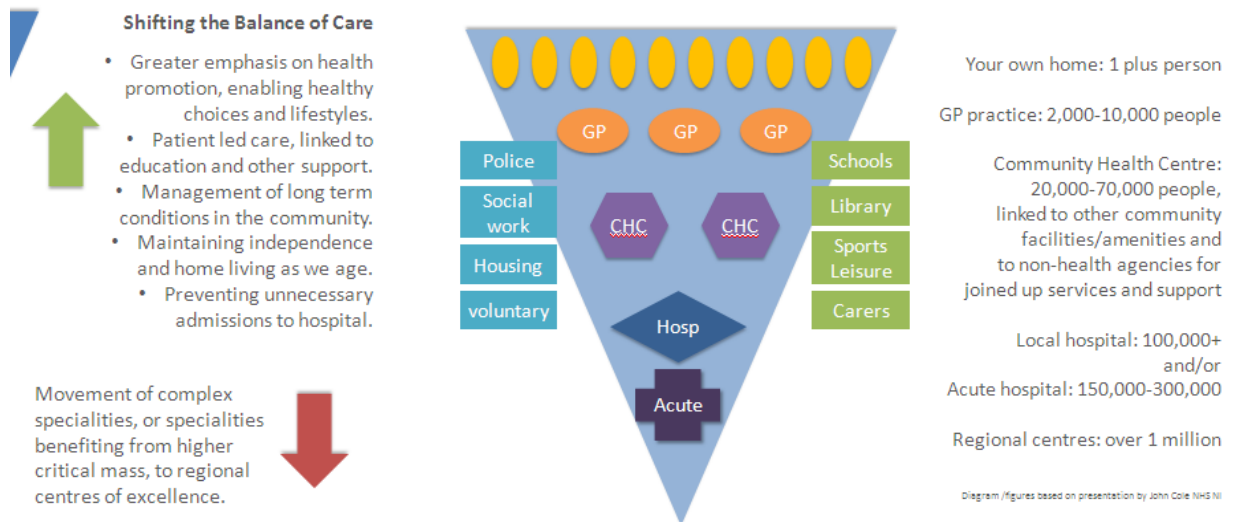 Shifting the Balance of Care
• Greater emphasis on health
promotion, enabling healthy
choices and lifestyles.
• Patient led care, linked to
education and other support.
• Management of long term
conditions in the community.
• Maintaining independence
and home living as we age.
• Preventing unnecessary
admissions to hospital.
Movement of complex
specialities, or specialities
benefiting from higher
critical mass, to regional
centres of excellence.
GP
GP
GP
Police
Social
work
Housing
voluntary
CHC
CHC
Schools
Library
Sports
Leisure
Carers
Hosp
Acute
Your own home: 1 plus person
GP practice: 2,000-10,000 people
Community Health Centre:
20,000-70,000 people,
linked to other community
facilities/amenities and
to non-health agencies for
joined up services and support
Local hospital: 100,000+
and/or
Acute hospital: 150,000-300,000
Regional centres: over 1 million
Diagram /figures based on presentation by John Cole NHS NI